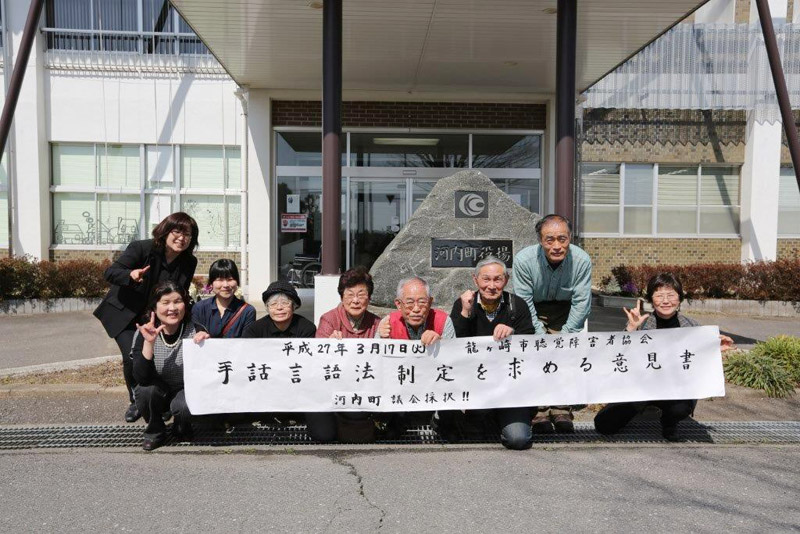 河内町役場
平成27年3月17日(火) 龍ヶ崎市聴覚障害者協会
手話言語法制定を求める意見書
河内町議会採択!!